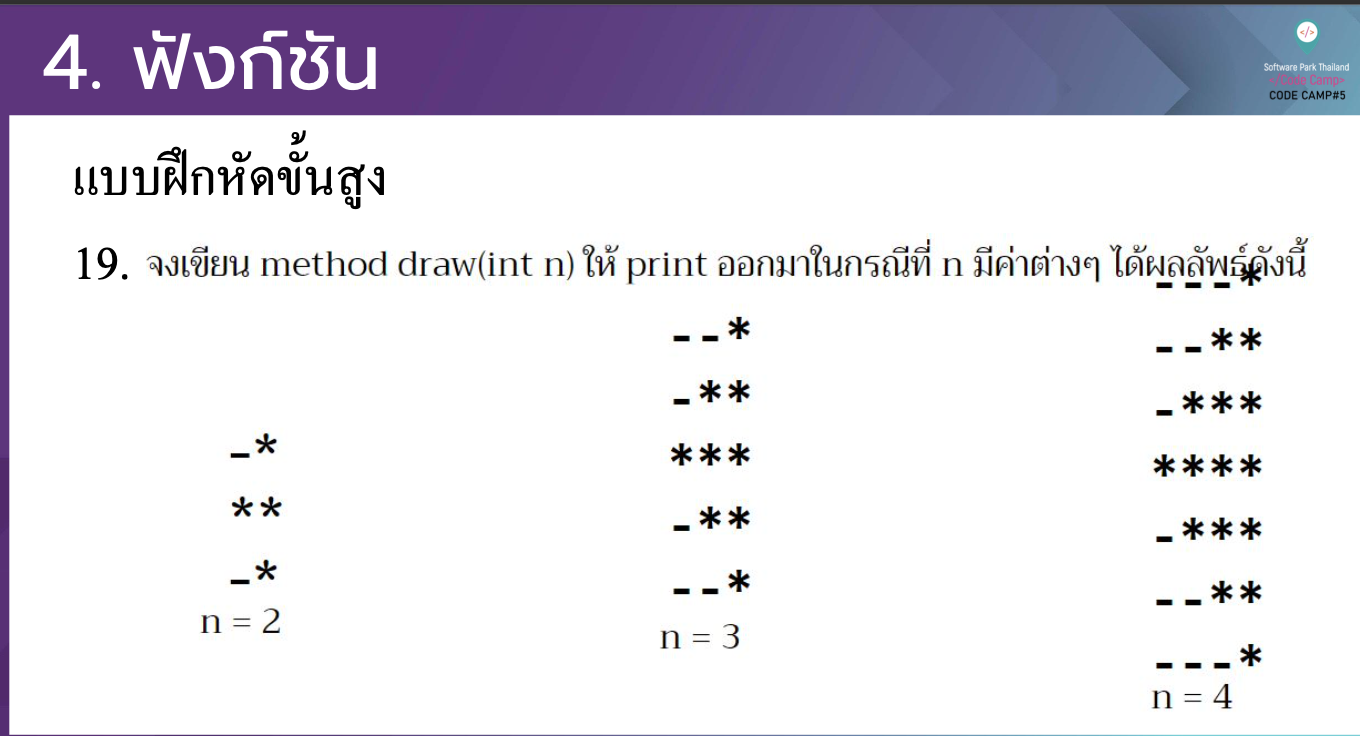 4. ฟังก์ชัน
</>
Software Park Thailand
</Code Camp>
CODE CAMP#5
แบบฝึกหัดขั้นสูง
19. จงเขียน method draw(int n) ให้ print ออกมาในกรณีที่ n มีค่าต่างๆ ได้ผลลัพธ์ดังนี้
-*
**
-*
n = 2
--*
-**
***
-**
--*
n = 3
---*
--**
-***
****
-***
--**
---*
n = 4